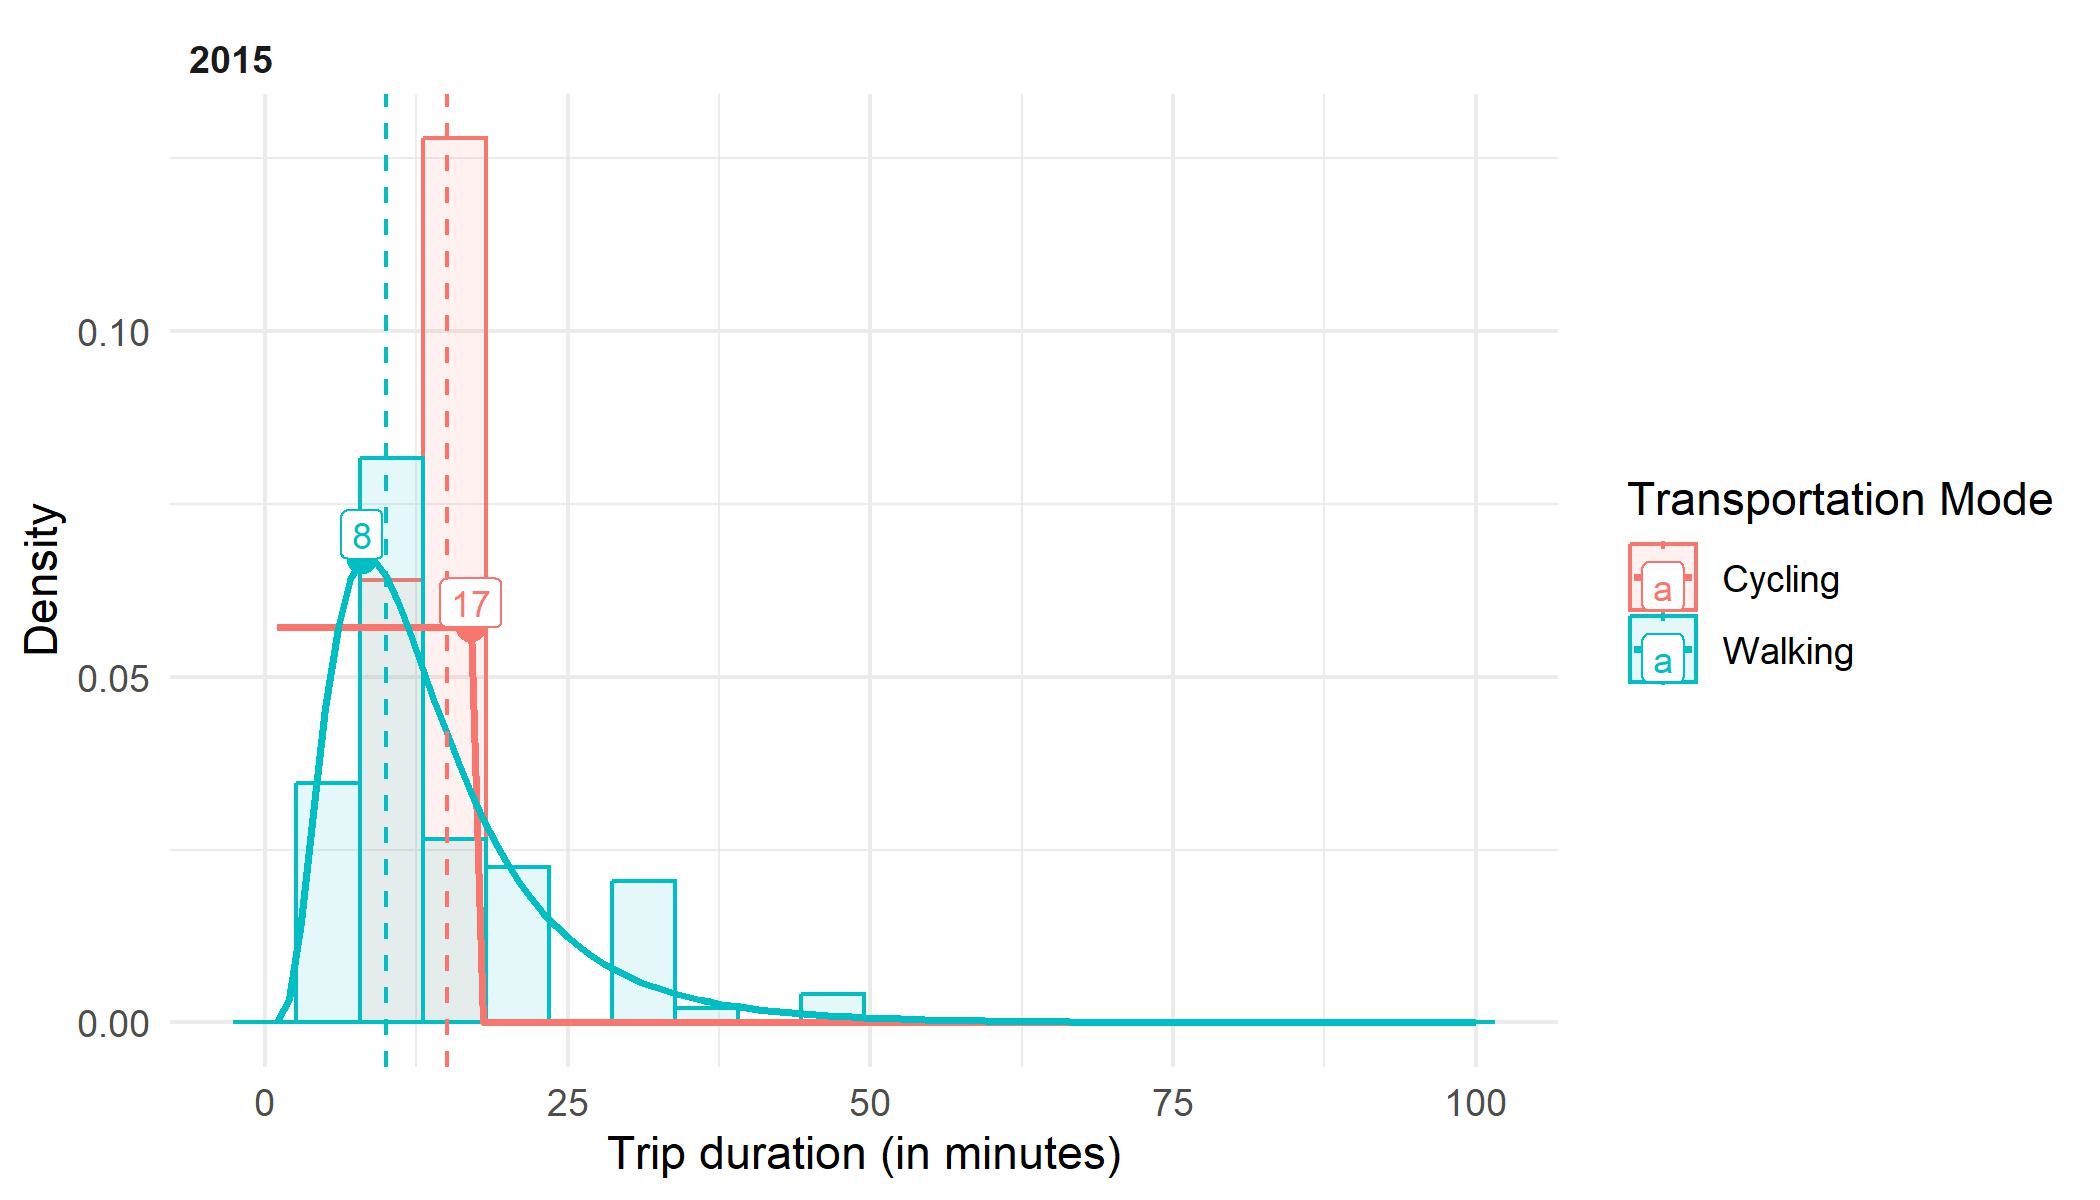 2015
Density
0.10
0.05
0.00
8
17
0 25 50 75 100
Trip duration (in minutes)
Transportation Mode
a Cycling
a Walking